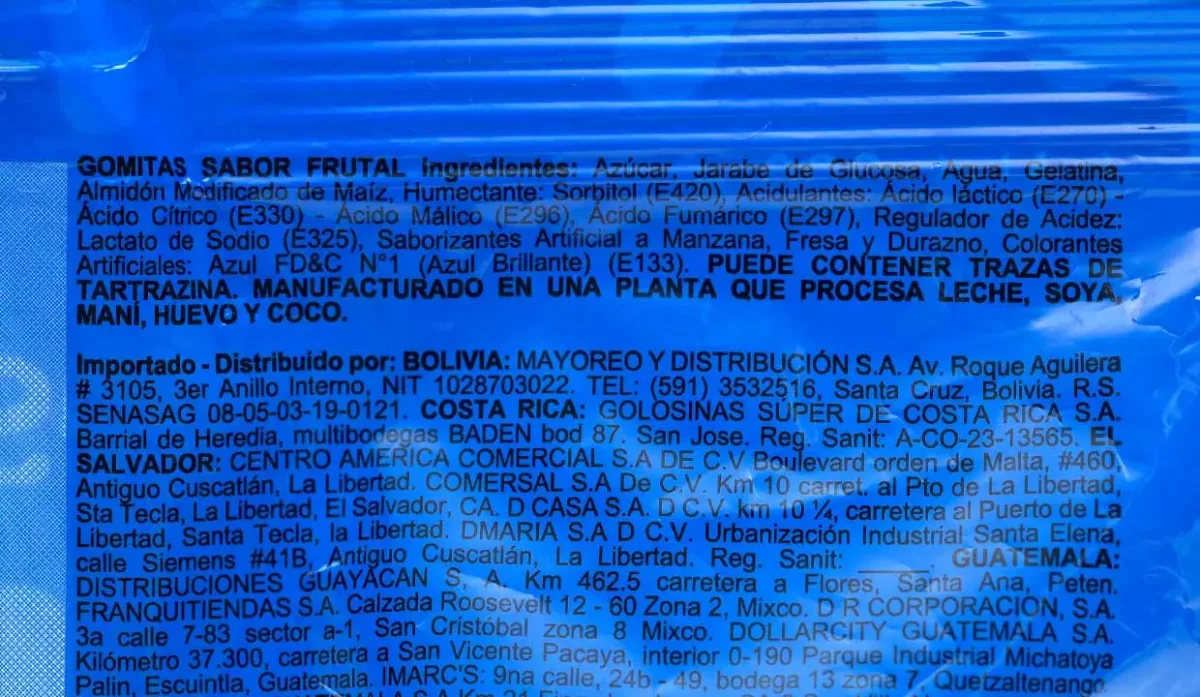 GOMITAS SABOR FRUTAL Ingredientes: Azúcar, Jarabe de Glucosa, Agua, Gelatina,
Almidón Modificado de Maíz, Humectante: Sorbitol (E420), Acidulantes: Ácido láctico (E270) -
Ácido Cítrico (E330) - Ácido Málico (E296), Ácido Fumárico (E297), Regulador de Acidez:
Lactato de Sodio (E325), Saborizantes Artificial a Manzana, Fresa y Durazno, Colorantes
Artificiales: Azul FD&C N°1 (Azul Brillante) (E133). PUEDE CONTENER TRAZAS DE
TARTRAZINA. MANUFACTURADO EN UNA PLANTA QUE PROCESA LECHE, SOYA,
MANÍ, HUEVO Y COCO.
Importado - Distribuido por: BOLIVIA: MAYOREO Y DISTRIBUCIÓN S.A. Av. Roque Aguilera
# 3105, 3er Anillo Interno, NIT 1028703022. TEL: (591) 3532516, Santa Cruz, Bolivia. R.S.
SENASAG 08-05-03-19-0121. COSTA RICA: GOLOSINAS SÚPER DE COSTA RICA S.A.
Barrial de Heredia, multibodegas BADEN bod 87. San Jose. Reg. Sanit: A-CO-23-13565. EL
SALVADOR: CENTRO AMERICA COMERCIAL S.A DE C.V Boulevard orden de Malta, #460,
Antiguo Cuscatlán, La Libertad. COMERSAL S.A De C.V. Km 10 carret. al Pto de La Libertad,
Sta Tecla, La Libertad, El Salvador, CA. D CASA S.A. D C.V. km 10 ¼, carretera al Puerto de La
Libertad, Santa Tecla, la Libertad. DMARIA S.A D C.V. Urbanización Industrial Santa Elena,
calle Siemens #41B, Antiguo Cuscatlán, La Libertad. Reg. Sanit: ______. GUATEMALA:
DISTRIBUCIONES GUAYACAN S. A. Km 462.5 carretera a Flores, Santa Ana, Peten.
FRANQUITIENDAS S.A. Calzada Roosevelt 12 - 60 Zona 2, Mixco. D R CORPORACION, S.A.
3a calle 7-83 sector a-1, San Cristóbal zona 8 Mixco. DOLLARCITY GUATEMALA S.A.
Kilómetro 37.300, carretera a San Vicente Pacaya, interior 0-190 Parque Industrial Michatoya
Palin, Escuintla, Guatemala. IMARC'S: 9na calle, 24b - 49, bodega 13 zona 7, Quetzaltenango